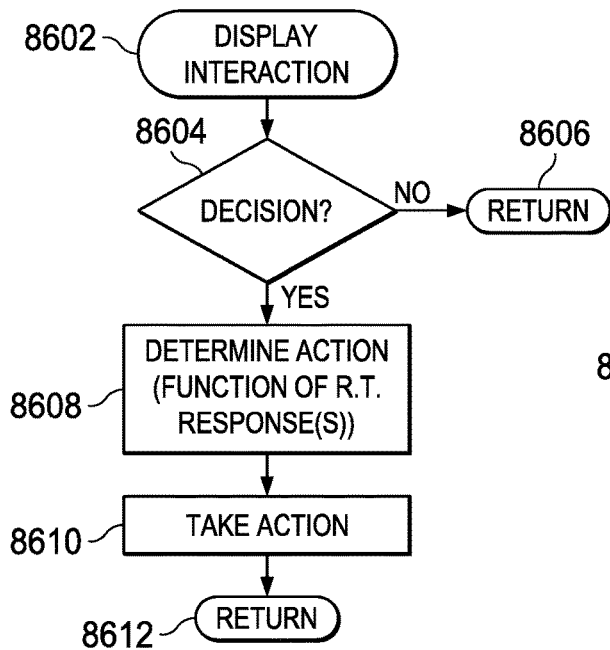 8602
DISPLAY
INTERACTION
8604
DECISION?
NO
8606
RETURN
YES
8608
DETERMINE ACTION
(FUNCTION OF R.T.
RESPONSE(S))
8
8610
TAKE ACTION
8612
RETURN